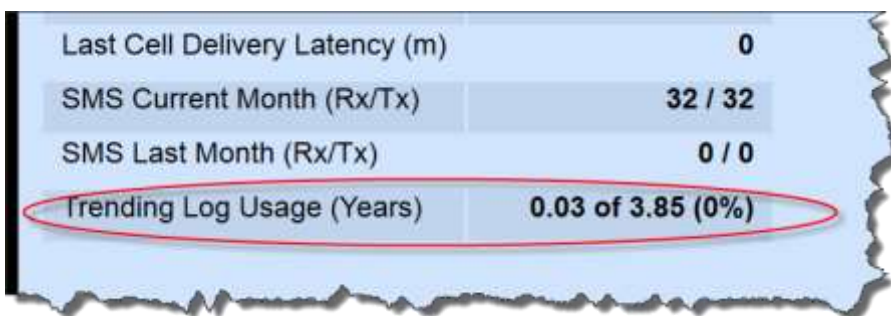 Last Cell Delivery Latency (m) 0
SMS Current Month (Rx/Tx) 32 / 32
SMS Last Month (Rx/Tx) 0 / 0
Trending Log Usage (Years) 0.03 of 3.85 (0%)